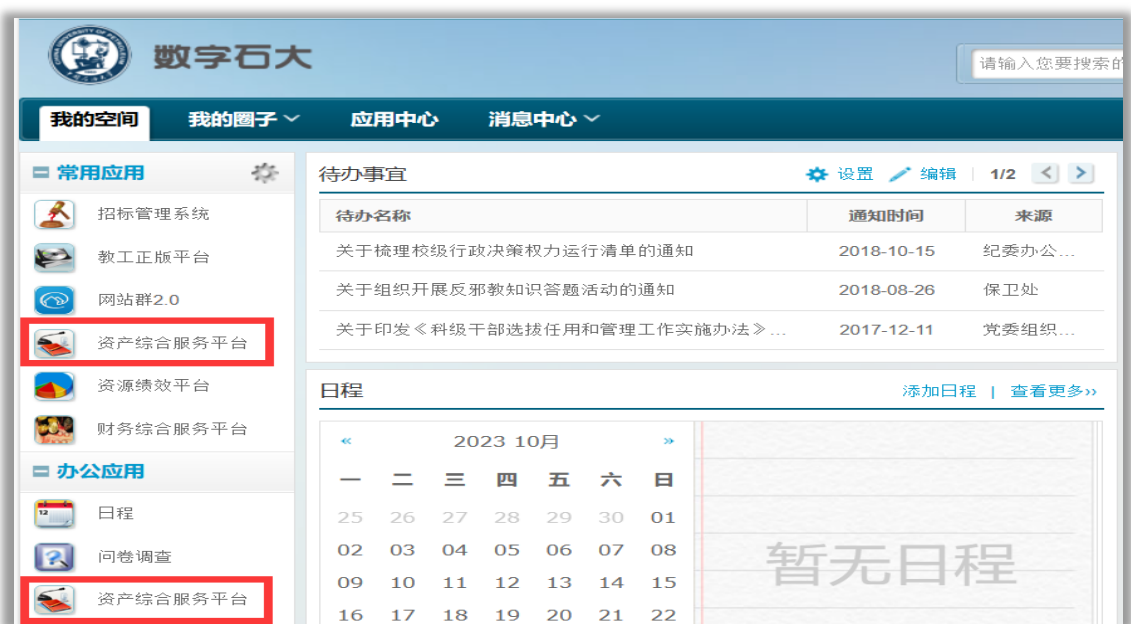 数字石大
请输入您要搜索的
我的空间 我的圈子 应用中心 消息中心
常用应用
招标管理系统
教工正版平台
网站群2.0
资产综合服务平台
资源绩效平台
财务综合服务平台
办公应用
12
日程
问卷调查
资产综合服务平台
待办事宜 设置 编辑 1/2 < >
待办名称 通知时间 来源
关于梳理校级行政决策权力运行清单的通知 2018-10-15 纪委办公...
关于组织开展反邪教知识答题活动的通知 2018-08-26 保卫处
关于印发《科级干部选拔任用和管理工作实施办法》... 2017-12-11 党委组织...
日程 添加日程 | 查看更多››
« 2023 10月 »
一 二 三 四 五 六 日
25 26 27 28 29 30 01
02 03 04 05 06 07 08
09 10 11 12 13 14 15
16 17 18 19 20 21 22
暂无日程